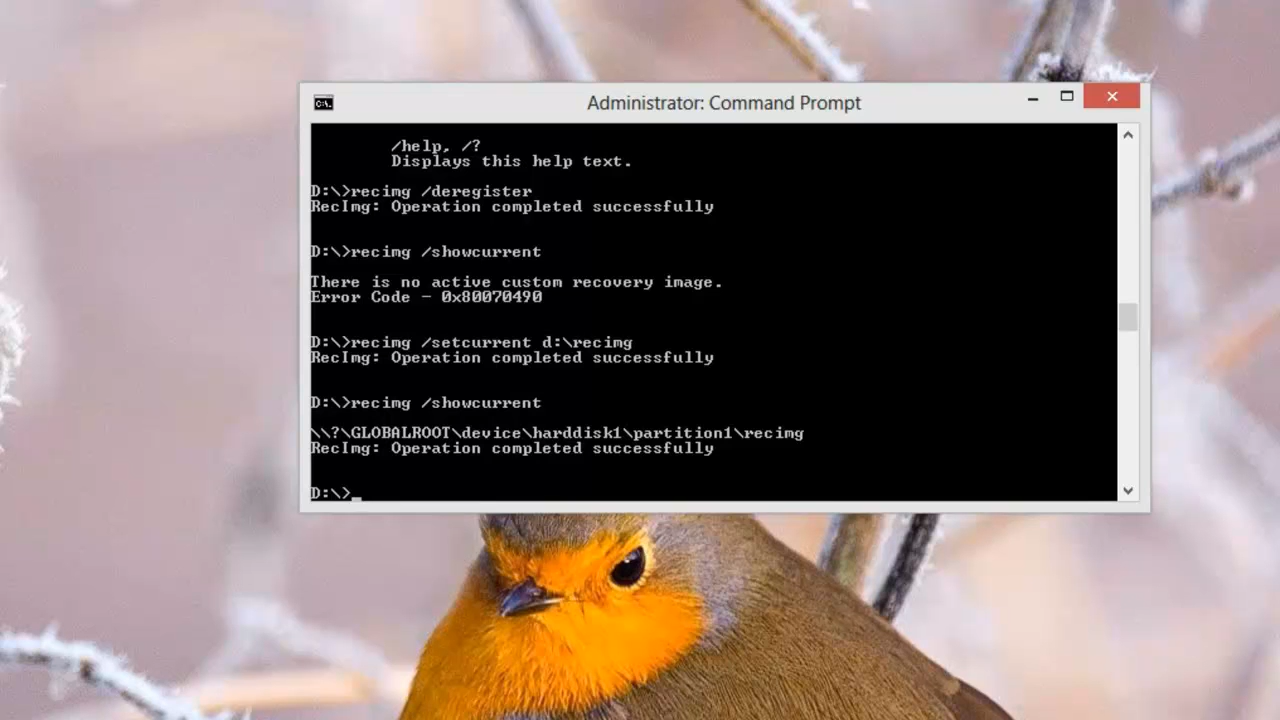 Administrator: Command Prompt
C:\.
/help, /?
Displays this help text.
D:\>recimg /deregister
RecImg: Operation completed successfully
D:\>recimg /showcurrent
There is no active custom recovery image.
Error Code - 0x80070490
D:\>recimg /setcurrent d:\recimg
RecImg: Operation completed successfully
D:\>recimg /showcurrent
\\?\GLOBALROOT\device\harddisk1\partition1\recimg
RecImg: Operation completed successfully
D:\>_